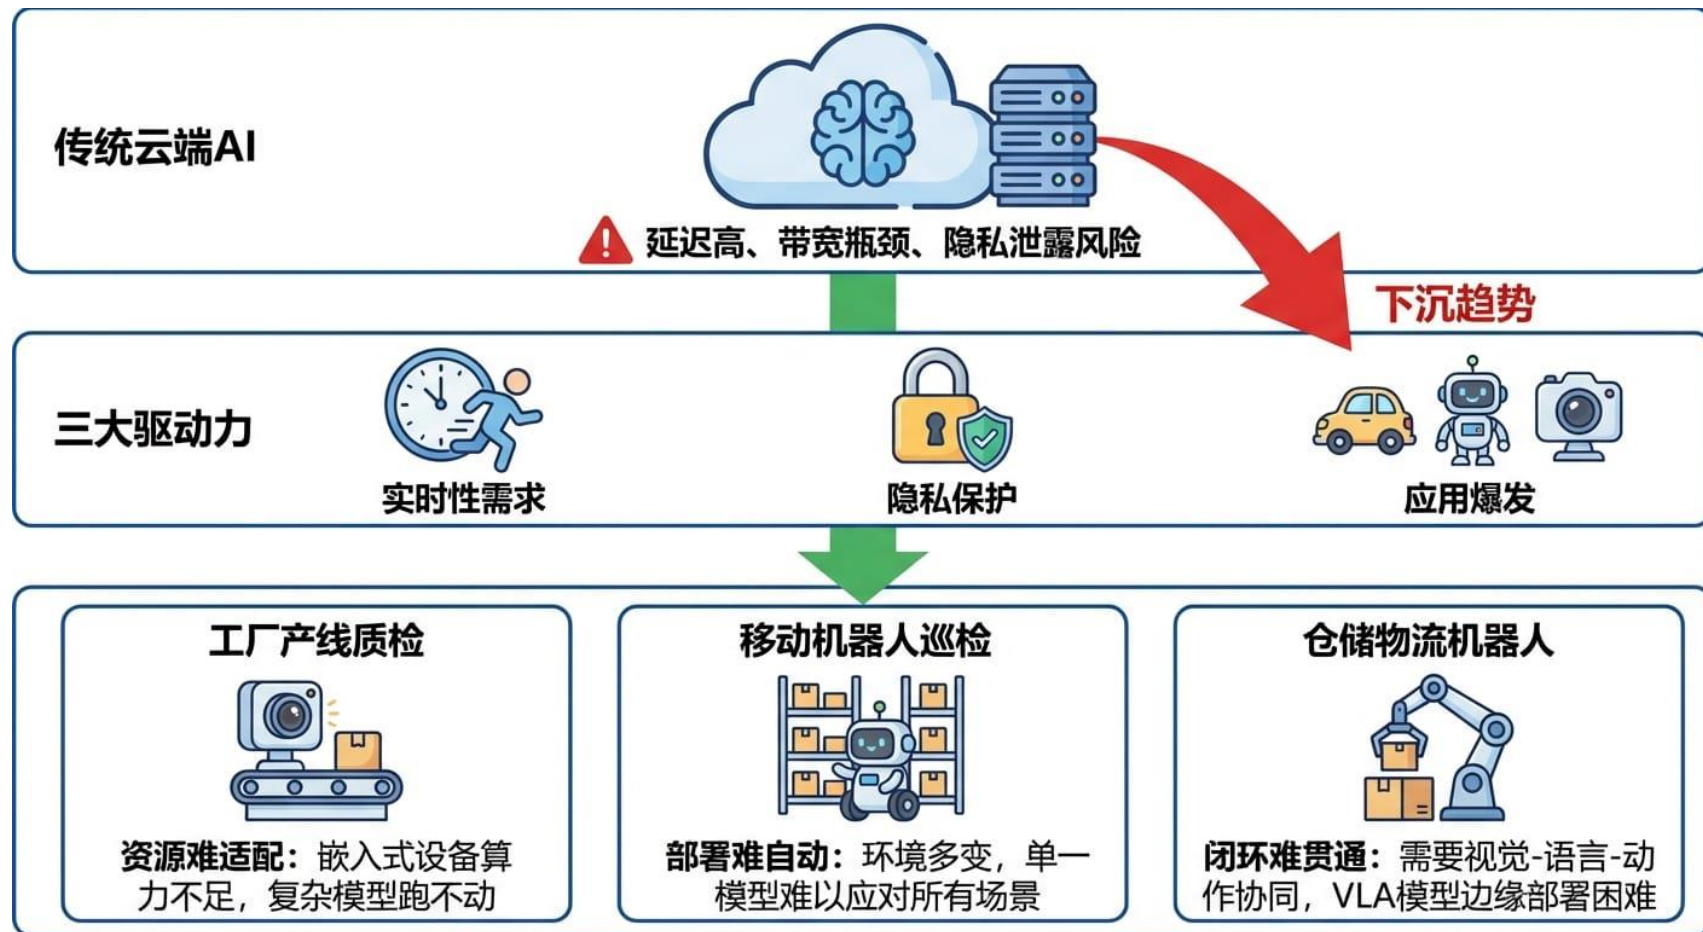 传统云端AI
延迟高、带宽瓶颈、隐私泄露风险
下沉趋势
三大驱动力
实时性需求
隐私保护
应用爆发
工厂产线质检
资源难适配：嵌入式设备算
力不足，复杂模型跑不动
移动机器人巡检
部署难自动：环境多变，单一
模型难以应对所有场景
仓储物流机器人
闭环难贯通：需要视觉-语言-动
作协同，VLA模型边缘部署困难